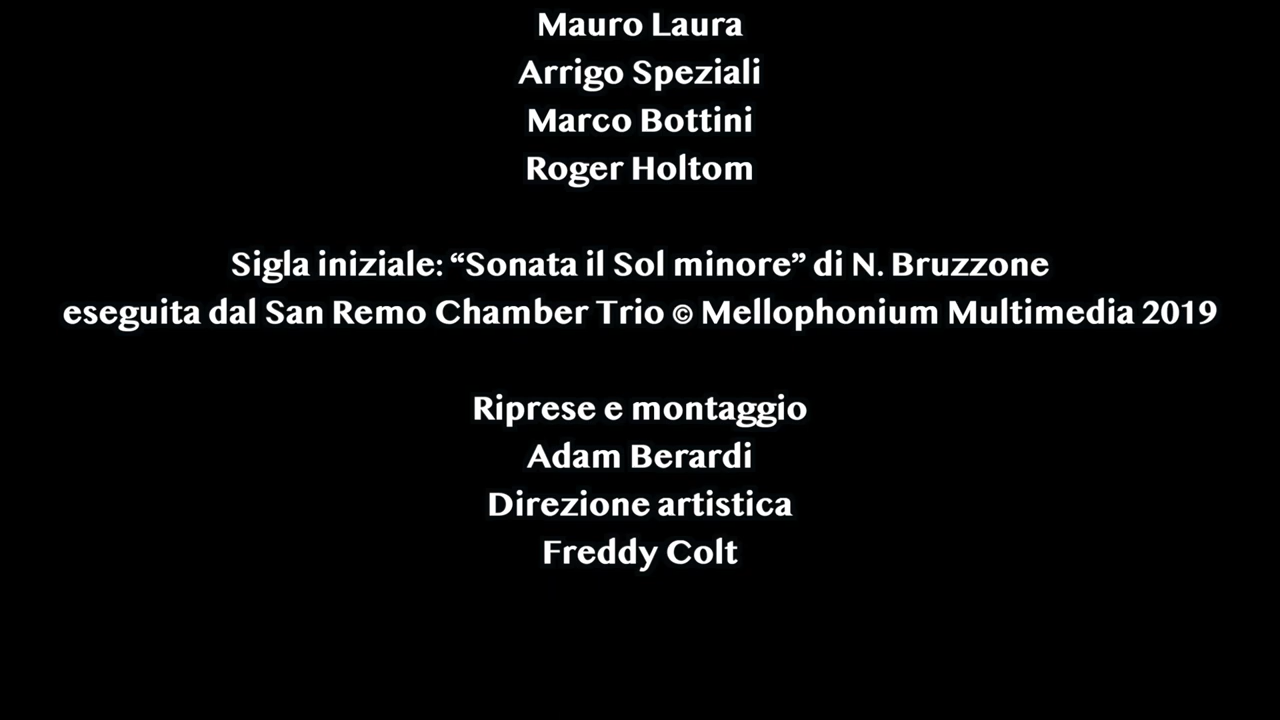 Mauro Laura
Arrigo Speziali
Marco Bottini
Roger Holtom
Sigla iniziale: “Sonata il Sol minore” di N. Bruzzone
eseguita dal San Remo Chamber Trio © Mellophonium Multimedia 2019
Riprese e montaggio
Adam Berardi
Direzione artistica
Freddy Colt